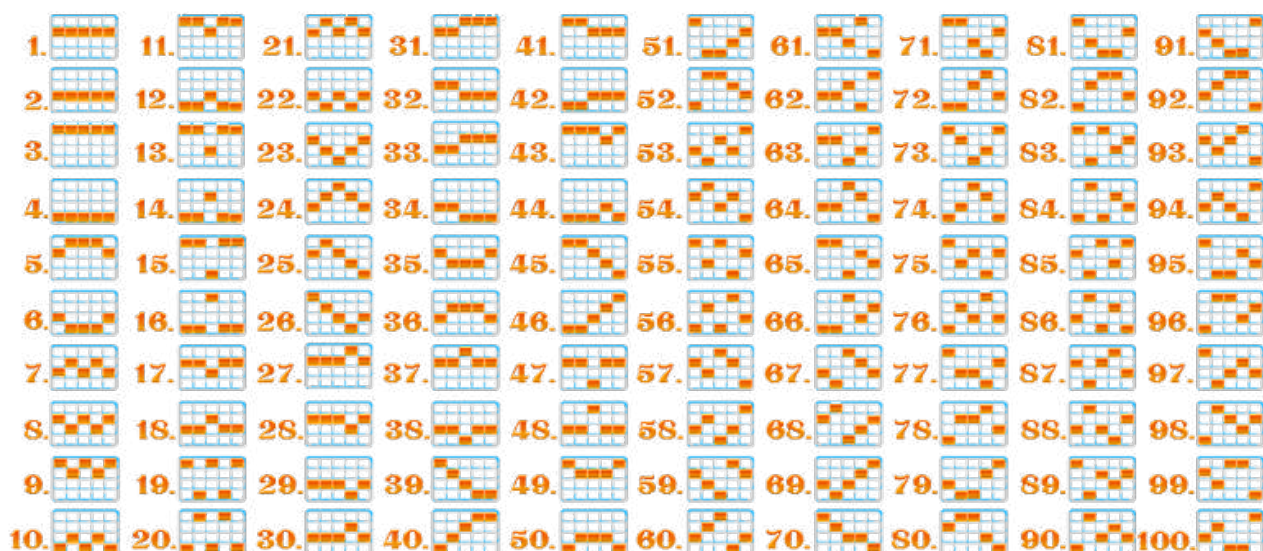 1. 11. 21. 31. 41. 51. 61. 71. 81. 91.
2. 12. 22. 32. 42. 52. 62. 72. 82. 92.
3. 13. 23. 33. 43. 53. 63. 73. 83. 93.
4. 14. 24. 34. 44. 54. 64. 74. 84. 94.
5. 15. 25. 35. 45. 55. 65. 75. 85. 95.
6. 16. 26. 36. 46. 56. 66. 76. 86. 96.
7. 17. 27. 37. 47. 57. 67. 77. 87. 97.
8. 18. 28. 38. 48. 58. 68. 78. 88. 98.
9. 19. 29. 39. 49. 59. 69. 79. 89. 99.
10. 20. 30. 40. 50. 60. 70. 80. 90. 100.